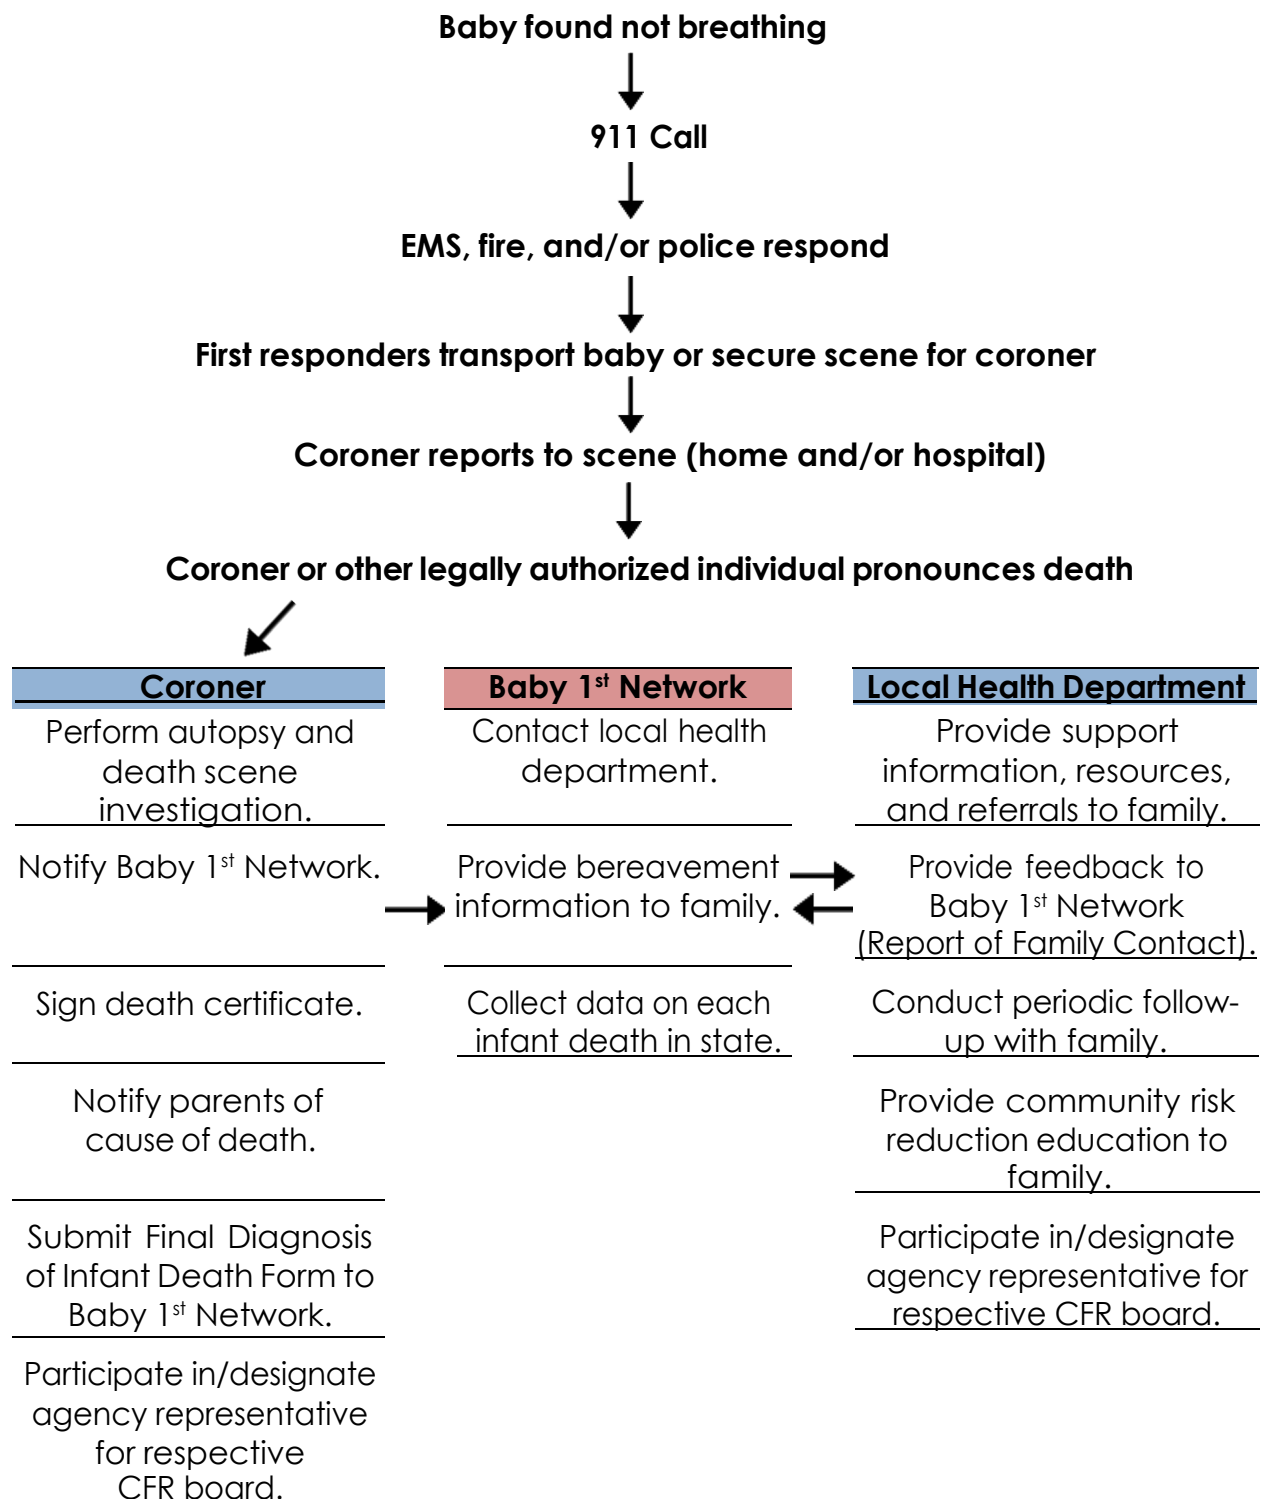 Baby found not breathing
911 Call
EMS, fire, and/or police respond
First responders transport baby or secure scene for coroner
Coroner reports to scene (home and/or hospital)
Coroner or other legally authorized individual pronounces death
Coroner
Perform autopsy and
death scene
investigation.
Notify Baby 1st Network.
Sign death certificate.
Notify parents of
cause of death.
Submit Final Diagnosis
of Infant Death Form to
Baby 1st Network.
Participate in/designate
agency representative
for respective
CFR board.
Baby 1st Network
Contact local health
department.
Provide bereavement
information to family.
Collect data on each
infant death in state.
Local Health Department
Provide support
information, resources,
and referrals to family.
Provide feedback to
Baby 1st Network
(Report of Family Contact).
Conduct periodic follow-
up with family.
Provide community risk
reduction education to
family.
Participate in/designate
agency representative for
respective CFR board.